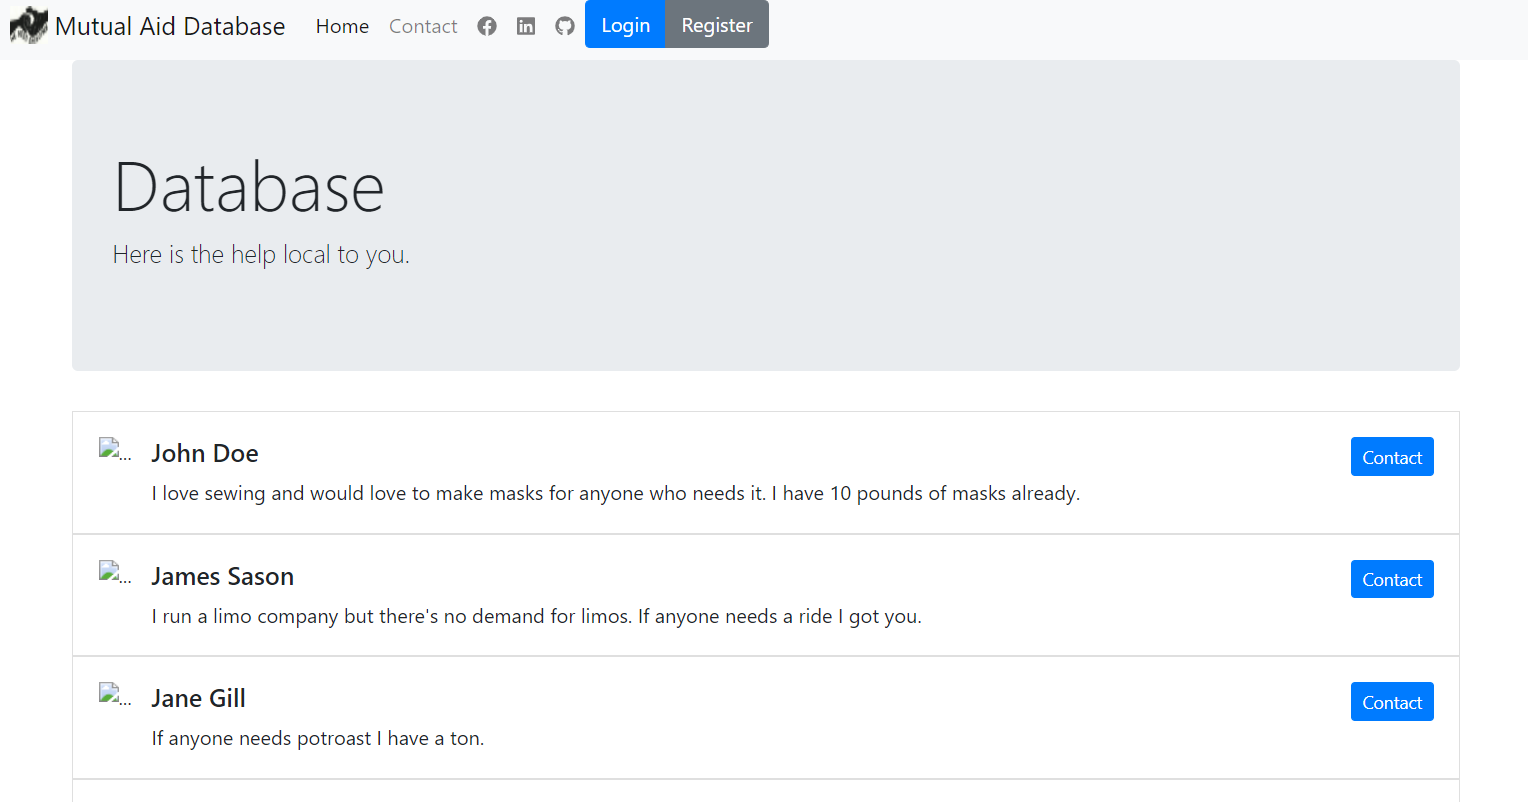 Mutual Aid Database Home Contact Login Register
Database
Here is the help local to you.
... John Doe Contact
I love sewing and would love to make masks for anyone who needs it. I have 10 pounds of masks already.
... James Sason Contact
I run a limo company but there's no demand for limos. If anyone needs a ride I got you.
... Jane Gill Contact
If anyone needs potroast I have a ton.